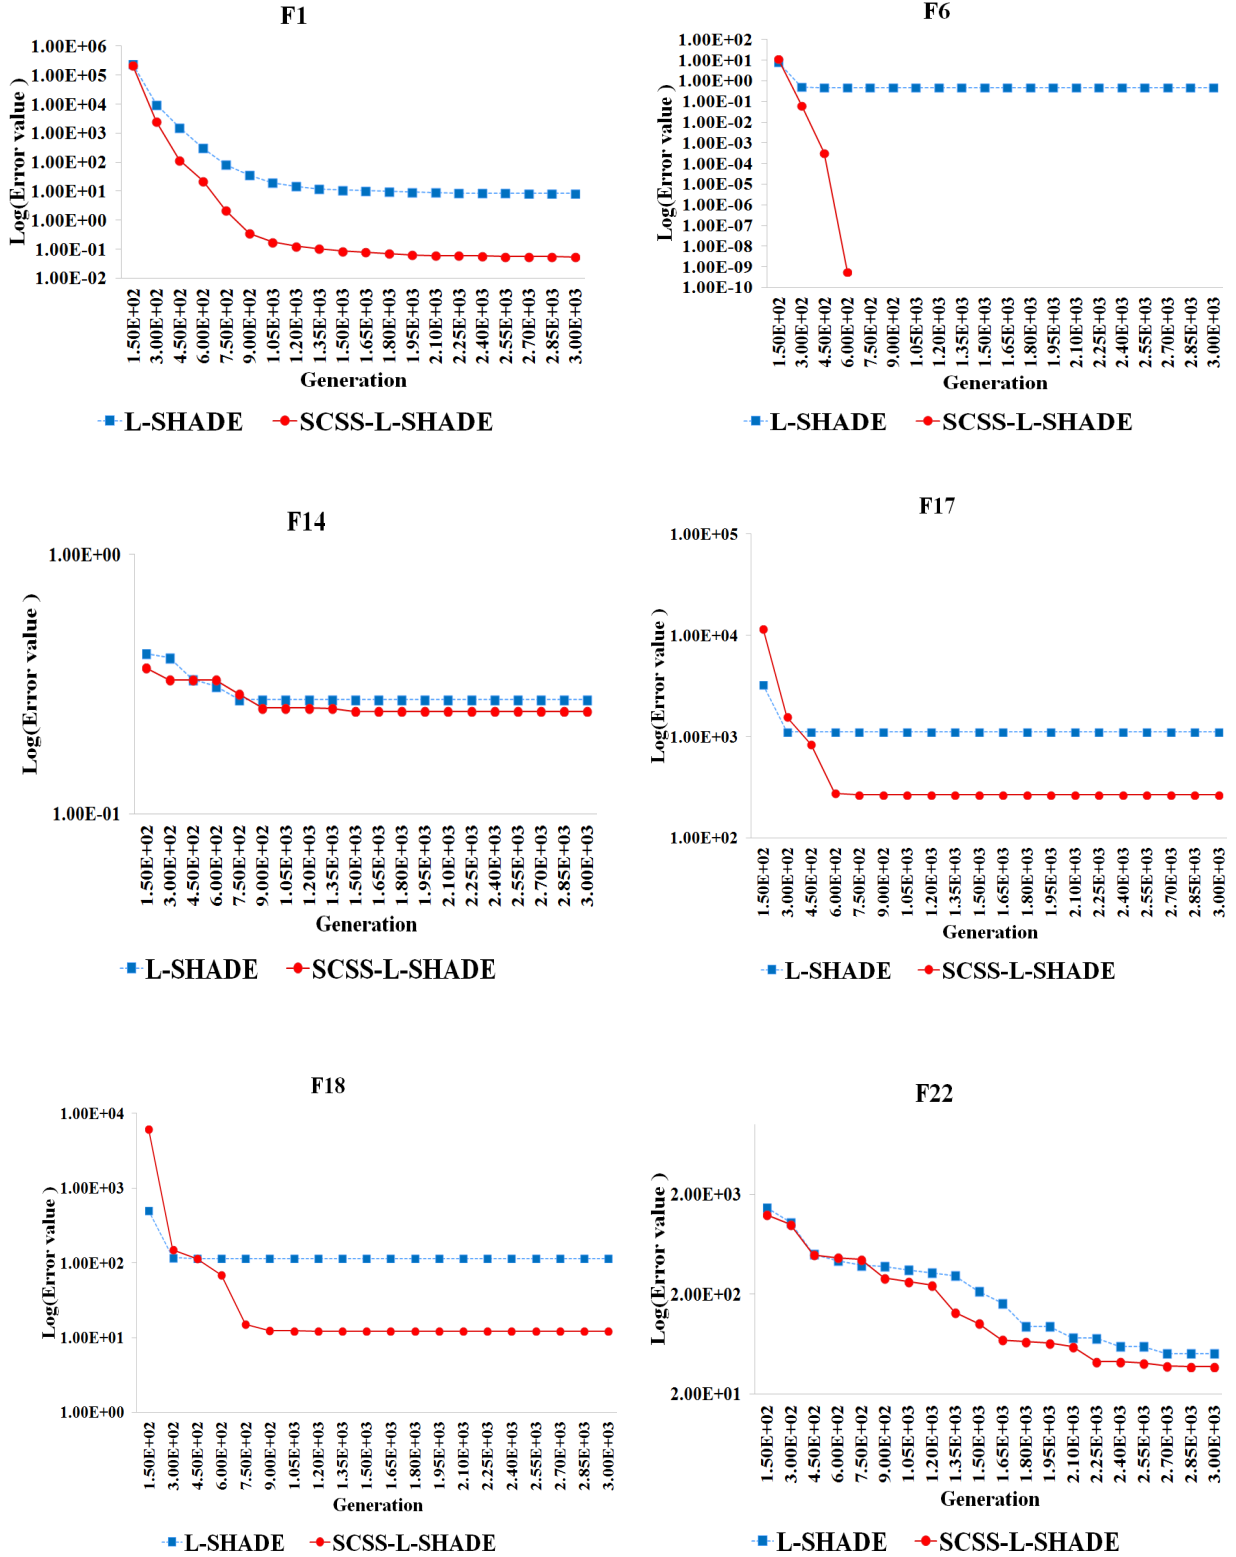 F1
Log(Error value )
1.00E+06
1.00E+05
1.00E+04
1.00E+03
1.00E+02
1.00E+01
1.00E+00
1.00E-01
1.00E-02
1.50E+02
3.00E+02
4.50E+02
6.00E+02
7.50E+02
9.00E+02
1.05E+03
1.20E+03
1.35E+03
1.50E+03
1.65E+03
1.80E+03
1.95E+03
2.10E+03
2.25E+03
2.40E+03
2.55E+03
2.70E+03
2.85E+03
3.00E+03
Generation
L-SHADE SCSS-L-SHADE
F6
Log(Error value )
1.00E+02
1.00E+01
1.00E+00
1.00E-01
1.00E-02
1.00E-03
1.00E-04
1.00E-05
1.00E-06
1.00E-07
1.00E-08
1.00E-09
1.00E-10
1.50E+02
3.00E+02
4.50E+02
6.00E+02
7.50E+02
9.00E+02
1.05E+03
1.20E+03
1.35E+03
1.50E+03
1.65E+03
1.80E+03
1.95E+03
2.10E+03
2.25E+03
2.40E+03
2.55E+03
2.70E+03
2.85E+03
3.00E+03
Generation
L-SHADE SCSS-L-SHADE
F14
Log(Error value )
1.00E+00
1.00E-01
1.50E+02
3.00E+02
4.50E+02
6.00E+02
7.50E+02
9.00E+02
1.05E+03
1.20E+03
1.35E+03
1.50E+03
1.65E+03
1.80E+03
1.95E+03
2.10E+03
2.25E+03
2.40E+03
2.55E+03
2.70E+03
2.85E+03
3.00E+03
Generation
L-SHADE SCSS-L-SHADE
F17
Log(Error value )
1.00E+05
1.00E+04
1.00E+03
1.00E+02
1.50E+02
3.00E+02
4.50E+02
6.00E+02
7.50E+02
9.00E+02
1.05E+03
1.20E+03
1.35E+03
1.50E+03
1.65E+03
1.80E+03
1.95E+03
2.10E+03
2.25E+03
2.40E+03
2.55E+03
2.70E+03
2.85E+03
3.00E+03
Generation
L-SHADE SCSS-L-SHADE
F18
Log(Error value )
1.00E+04
1.00E+03
1.00E+02
1.00E+01
1.00E+00
1.50E+02
3.00E+02
4.50E+02
6.00E+02
7.50E+02
9.00E+02
1.05E+03
1.20E+03
1.35E+03
1.50E+03
1.65E+03
1.80E+03
1.95E+03
2.10E+03
2.25E+03
2.40E+03
2.55E+03
2.70E+03
2.85E+03
3.00E+03
Generation
L-SHADE SCSS-L-SHADE
F22
Log(Error value )
2.00E+03
2.00E+02
2.00E+01
1.50E+02
3.00E+02
4.50E+02
6.00E+02
7.50E+02
9.00E+02
1.05E+03
1.20E+03
1.35E+03
1.50E+03
1.65E+03
1.80E+03
1.95E+03
2.10E+03
2.25E+03
2.40E+03
2.55E+03
2.70E+03
2.85E+03
3.00E+03
Generation
L-SHADE SCSS-L-SHADE